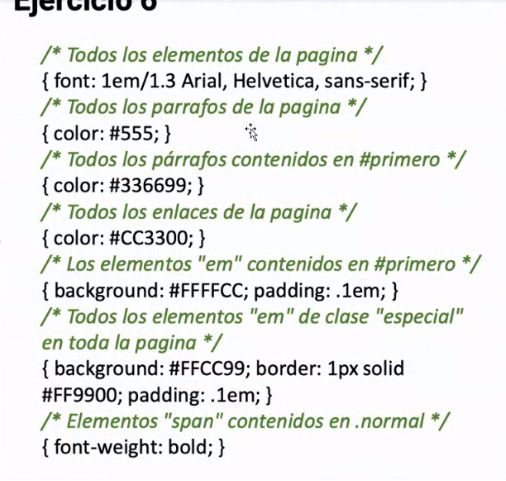 Ejercicio 6
/* Todos los elementos de la pagina */
{ font: 1em/1.3 Arial, Helvetica, sans-serif; }
/* Todos los parrafos de la pagina */
{ color: #555; }
/* Todos los párrafos contenidos en #primero */
{ color: #336699; }
/* Todos los enlaces de la pagina */
{ color: #CC3300; }
/* Los elementos "em" contenidos en #primero */
{ background: #FFFFCC; padding: .1em; }
/* Todos los elementos "em" de clase "especial"
en toda la pagina */
{ background: #FFCC99; border: 1px solid
#FF9900; padding: .1em; }
/* Elementos "span" contenidos en .normal */
{ font-weight: bold; }